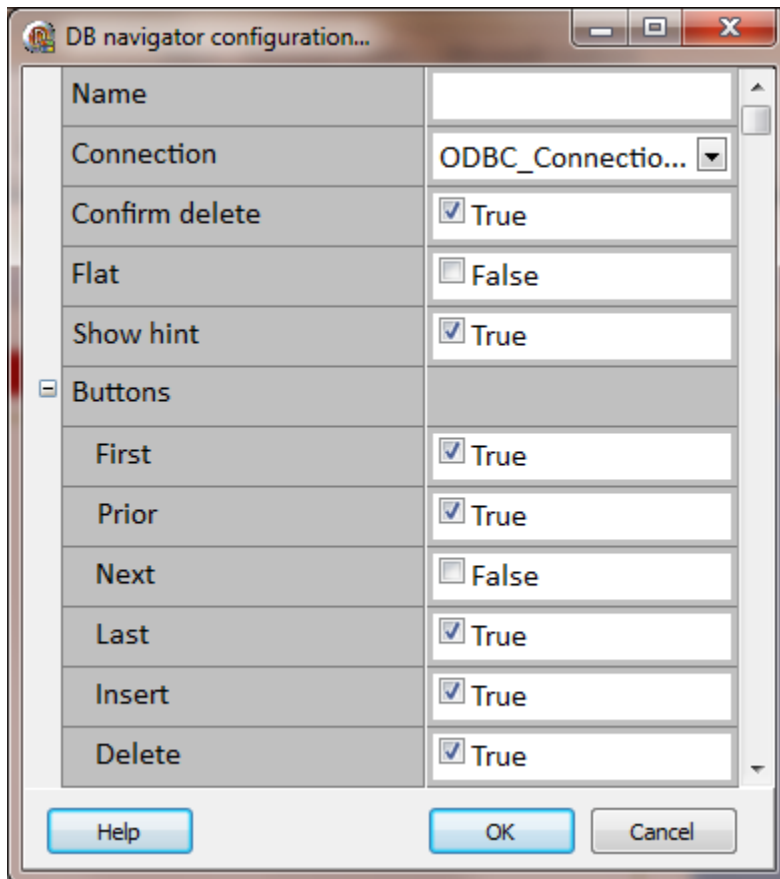 DB navigator configuration...
Name
Connection ODBC_Connectio...
Confirm delete True
Flat False
Show hint True
Buttons
First True
Prior True
Next False
Last True
Insert True
Delete True
Help OK Cancel